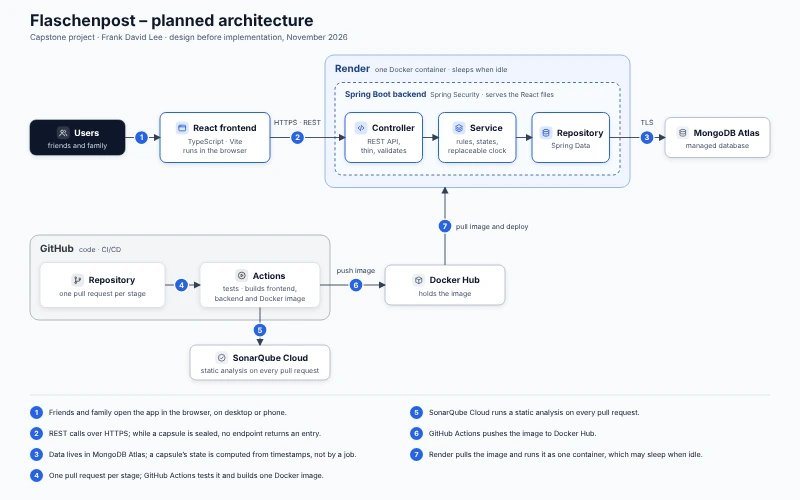 Flaschenpost – planned architecture
Capstone project · Frank David Lee · design before implementation, November 2026
Render one Docker container · sleeps when idle
Spring Boot backend Spring Security · serves the React files
Users
friends and family
1
React frontend
TypeScript · Vite
runs in the browser
HTTPS · REST
2
Controller
REST API,
thin, validates
Service
rules, states,
replaceable clock
Repository
Spring Data
TLS
3
MongoDB Atlas
managed database
7 pull image and deploy
GitHub code · CI/CD
Repository
one pull request per stage
4
Actions
tests · builds frontend,
backend and Docker image
push image
6
Docker Hub
holds the image
5
SonarQube Cloud
static analysis on every pull request
1 Friends and family open the app in the browser, on desktop or phone.
2 REST calls over HTTPS; while a capsule is sealed, no endpoint returns an entry.
3 Data lives in MongoDB Atlas; a capsule's state is computed from timestamps, not by a job.
4 One pull request per stage; GitHub Actions tests it and builds one Docker image.
5 SonarQube Cloud runs a static analysis on every pull request.
6 GitHub Actions pushes the image to Docker Hub.
7 Render pulls the image and runs it as one container, which may sleep when idle.